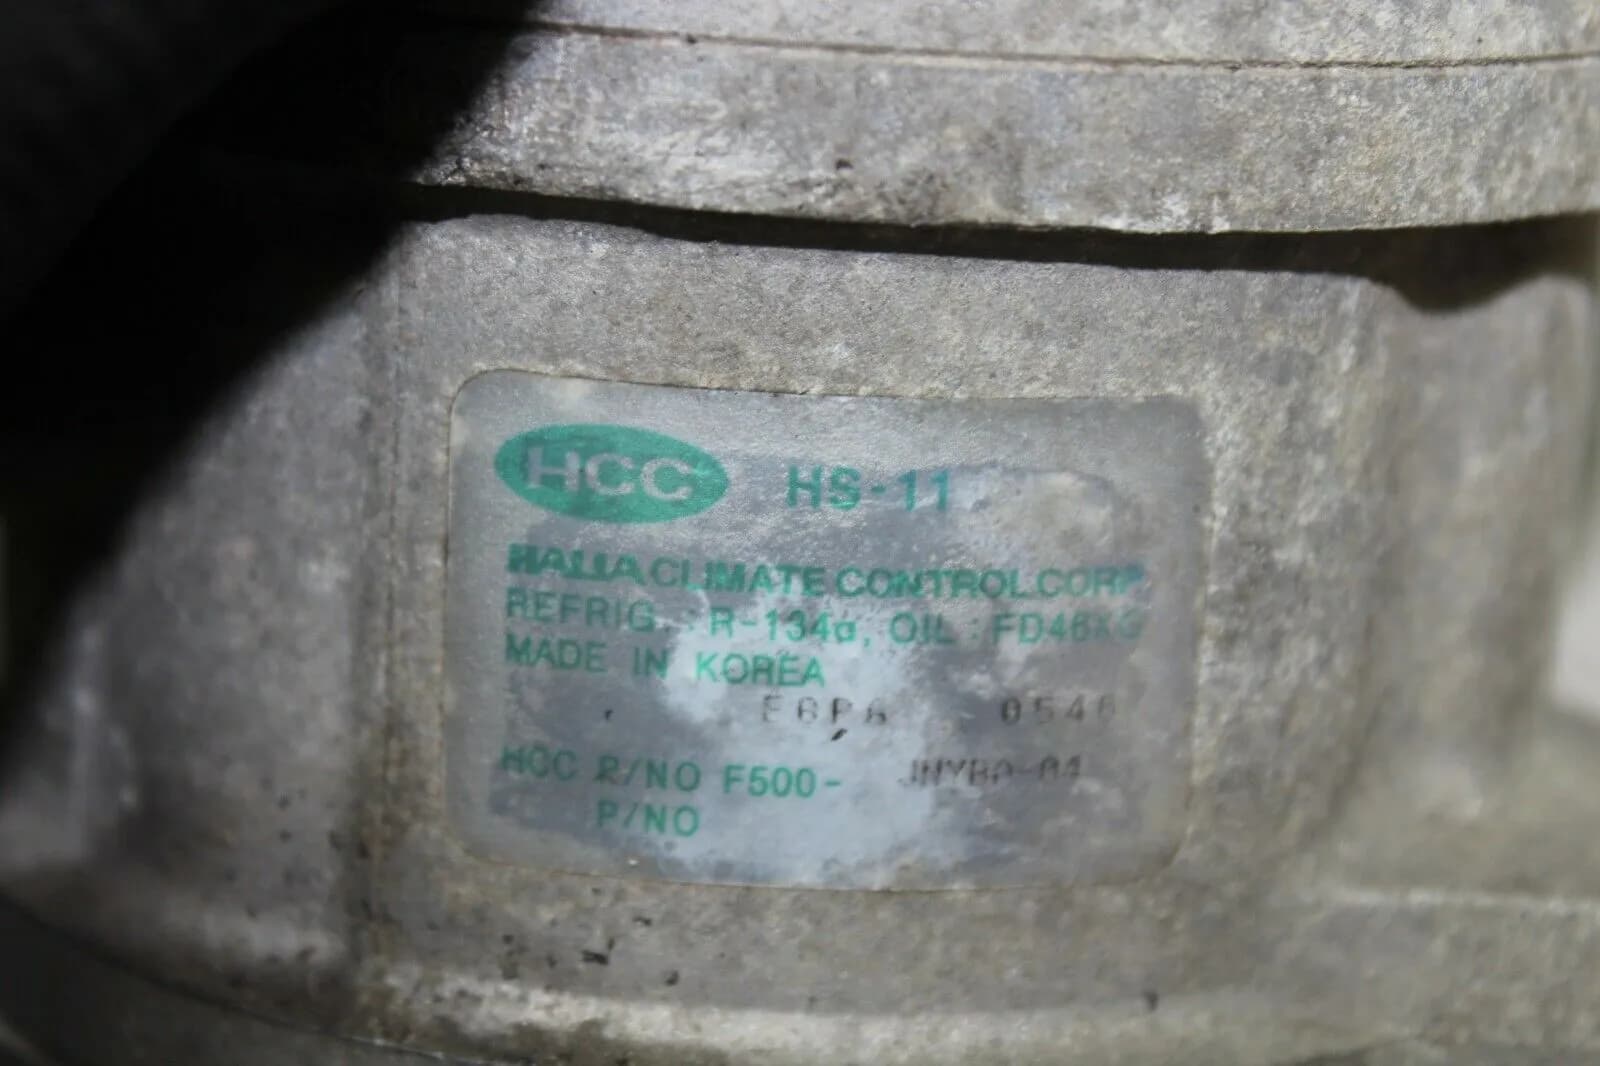 HCC HS-11
HALLA CLIMATE CONTROL CORP.
REFRIG. : R-134a, OIL : FD46XG
MADE IN KOREA
HCC P/NO F500-
P/NO